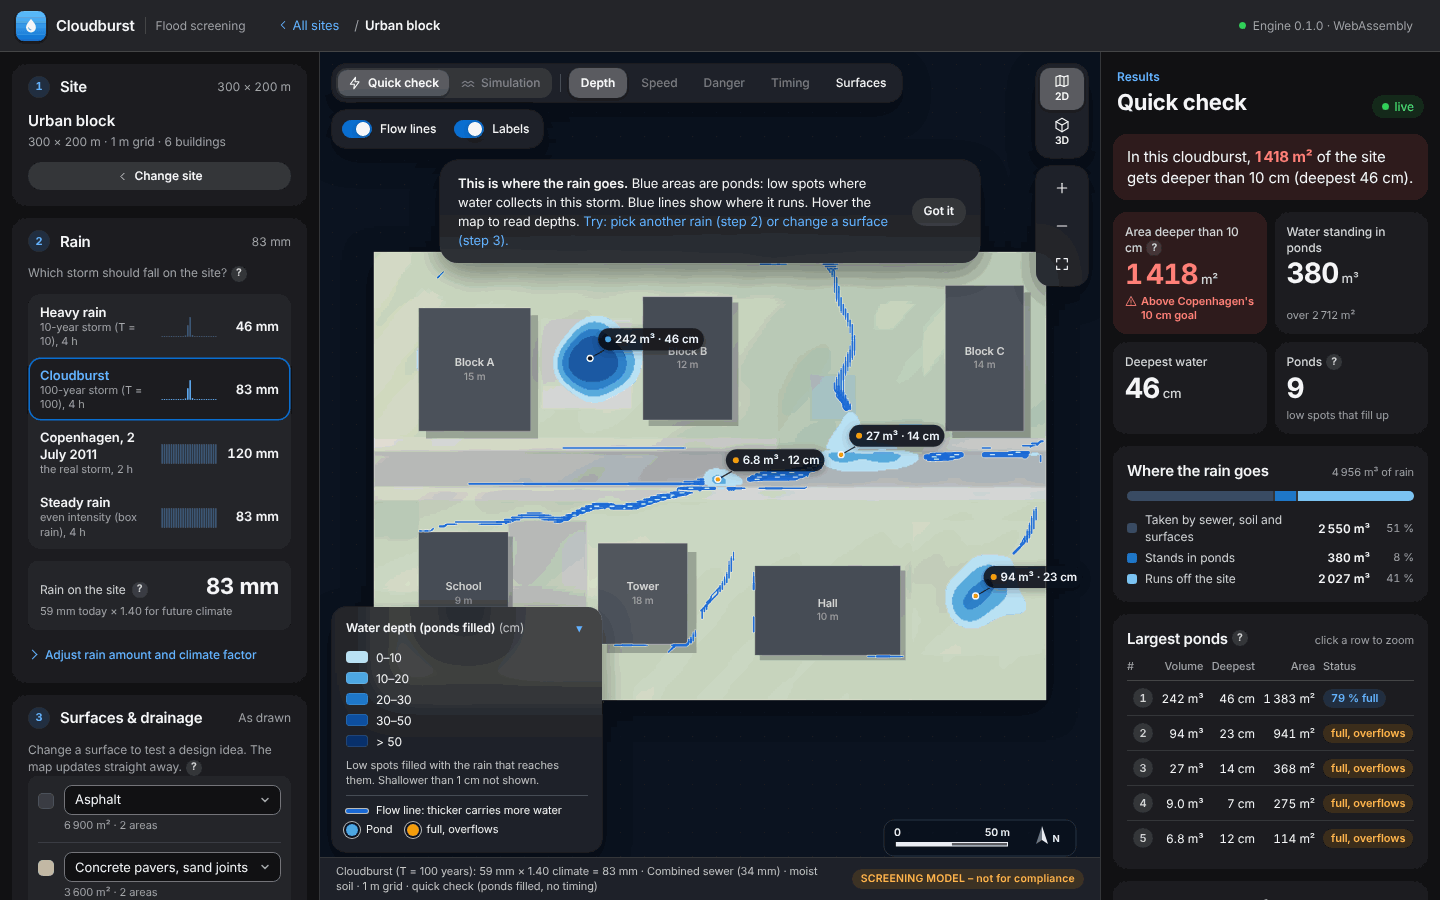 Cloudburst
Flood screening
All sites / Urban block
Engine 0.1.0 · WebAssembly
1 Site 300 × 200 m
Urban block
300 × 200 m · 1 m grid · 6 buildings
Change site
2 Rain 83 mm
Which storm should fall on the site? ?
Heavy rain
10-year storm (T =
10), 4 h
46 mm
Cloudburst
100-year storm (T =
100), 4 h
83 mm
Copenhagen, 2
July 2011
the real storm, 2 h
120 mm
Steady rain
even intensity (box
rain), 4 h
83 mm
Rain on the site ? 83 mm
59 mm today × 1.40 for future climate
Adjust rain amount and climate factor
3 Surfaces & drainage As drawn
Change a surface to test a design idea. The
map updates straight away. ?
Asphalt
6 900 m² · 2 areas
Concrete pavers, sand joints
3 600 m² · 2 areas
Quick check Simulation Depth Speed Danger Timing Surfaces
Flow lines Labels
2D
3D
This is where the rain goes. Blue areas are ponds: low spots where
water collects in this storm. Blue lines show where it runs. Hover the
map to read depths. Try: pick another rain (step 2) or change a surface
(step 3).
Got it
Block A
15 m
242 m³ · 46 cm
Block B
12 m
Block C
14 m
27 m³ · 14 cm
6.8 m³ · 12 cm
School
9 m
Tower
18 m
Hall
10 m
94 m³ · 23 cm
Water depth (ponds filled) (cm)
0–10
10–20
20–30
30–50
> 50
Low spots filled with the rain that reaches
them. Shallower than 1 cm not shown.
Flow line: thicker carries more water
Pond full, overflows
0 50 m
N
Cloudburst (T = 100 years): 59 mm × 1.40 climate = 83 mm · Combined sewer (34 mm) · moist
soil · 1 m grid · quick check (ponds filled, no timing)
SCREENING MODEL – not for compliance
Results
Quick check
live
In this cloudburst, 1 418 m² of the site
gets deeper than 10 cm (deepest 46 cm).
Area deeper than 10
cm ?
1 418 m²
Above Copenhagen's
10 cm goal
Water standing in
ponds
380 m³
over 2 712 m²
Deepest water
46 cm
Ponds ?
9
low spots that fill up
Where the rain goes 4 956 m³ of rain
Taken by sewer, soil and
surfaces
2 550 m³ 51 %
Stands in ponds 380 m³ 8 %
Runs off the site 2 027 m³ 41 %
Largest ponds ? click a row to zoom
# Volume Deepest Area Status
1 242 m³ 46 cm 1 383 m² 79 % full
2 94 m³ 23 cm 941 m² full, overflows
3 27 m³ 14 cm 368 m² full, overflows
4 9.0 m³ 7 cm 275 m² full, overflows
5 6.8 m³ 12 cm 114 m² full, overflows